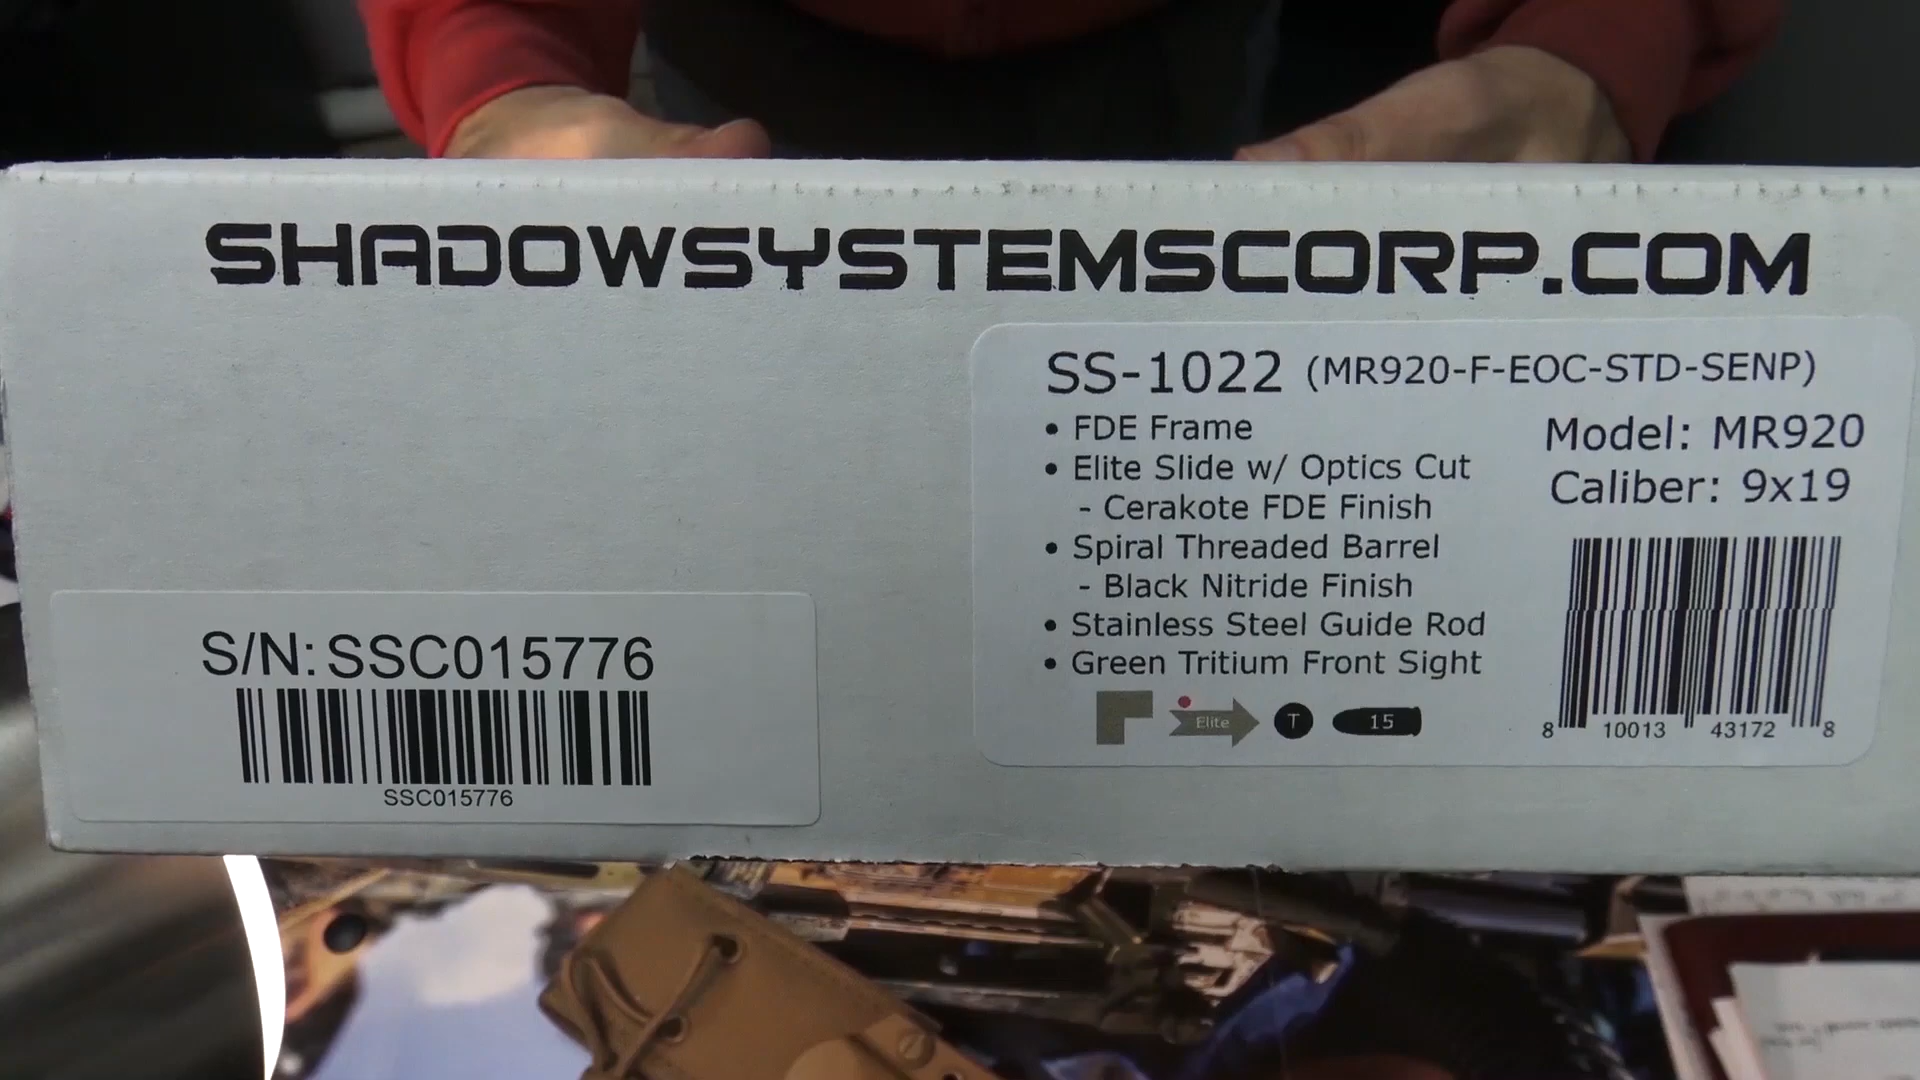 SHADOWSYSTEMSCORP.COM
SS-1022 (MR920-F-EOC-STD-SENP)
• FDE Frame
• Elite Slide w/ Optics Cut
- Cerakote FDE Finish
• Spiral Threaded Barrel
- Black Nitride Finish
• Stainless Steel Guide Rod
• Green Tritium Front Sight
Elite T 15
Model: MR920
Caliber: 9x19
8 10013 43172 8
S/N: SSC015776
SSC015776